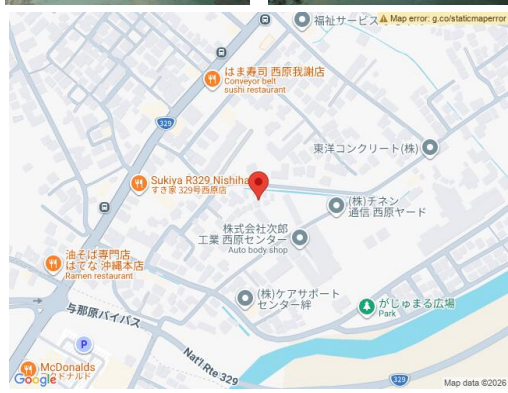 福祉サービス
Map error: g.co/staticmaperror
はま寿司 西原我謝店
Conveyor belt
sushi restaurant
329
東洋コンクリート(株)
Sukiya R329 Nishiha
すき家 329号西原店
(株)チネン
通信 西原ヤード
株式会社次郎
工業 西原センター
Auto body shop
油そば専門店
はてな 沖縄本店
Ramen restaurant
(株)ケアサポート
センター絆
がじゅまる広場
Park
与那原バイパス
P
Nat'l Rte 329
McDonalds
クドナルド
329
Google
Map data ©2026